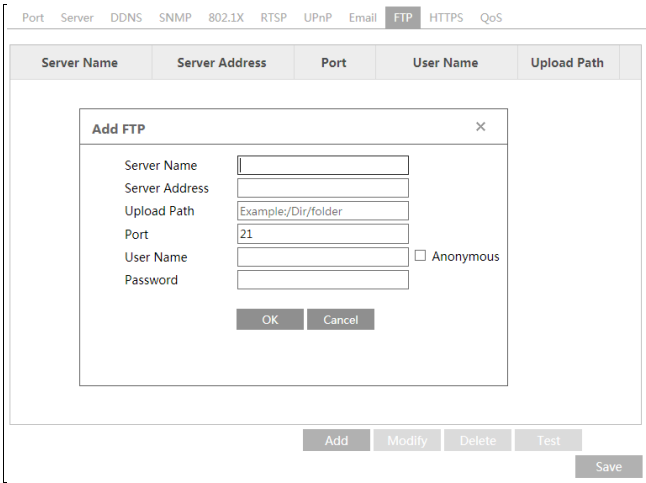 Port Server DDNS SNMP 802.1X RTSP UPnP Email FTP HTTPS QoS
Server Name Server Address Port User Name Upload Path
Add FTP ×
Server Name
Server Address
Upload Path Example:/Dir/folder
Port 21
User Name Anonymous
Password
OK Cancel
Add Modify Delete Test
Save